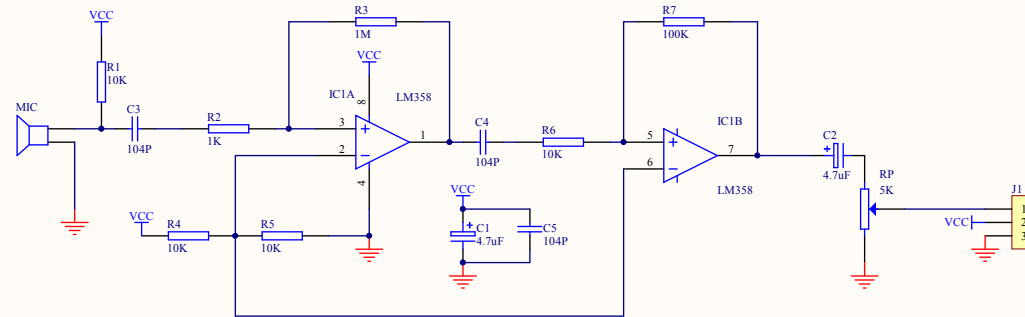 VCC
R1
10K
MIC
C3
104P
R2
1K
R3
1M
VCC
IC1A
LM358
8
3
2
1
4
C4
104P
R6
10K
R7
100K
IC1B
5
6
7
LM358
C2
4.7uF
RP
5K
J1
1
2
3
VCC
VCC
R4
10K
R5
10K
VCC
C1
4.7uF
C5
104P